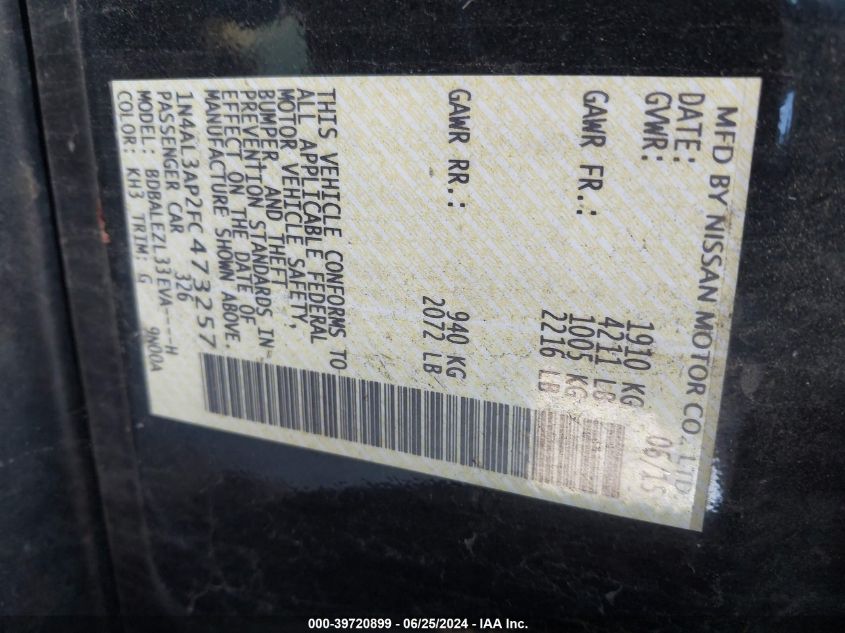 MFD BY NISSAN MOTOR CO., LTD
DATE: 06/15
GVWR: 1910 KG
4211 LB
GAWR FR.: 1005 KG
2216 LB
GAWR RR.: 940 KG
2072 LB
THIS VEHICLE CONFORMS TO
ALL APPLICABLE FEDERAL
MOTOR VEHICLE SAFETY,
BUMPER, AND THEFT
PREVENTION STANDARDS IN
EFFECT ON THE DATE OF
MANUFACTURE SHOWN ABOVE.
1N4AL3AP2FC473257
PASSENGER CAR 326
MODEL: BDBALEZL33EVA----H
COLOR: KH3 TRIM: G 9N00A
000-39720899 - 06/25/2024 - IAA Inc.